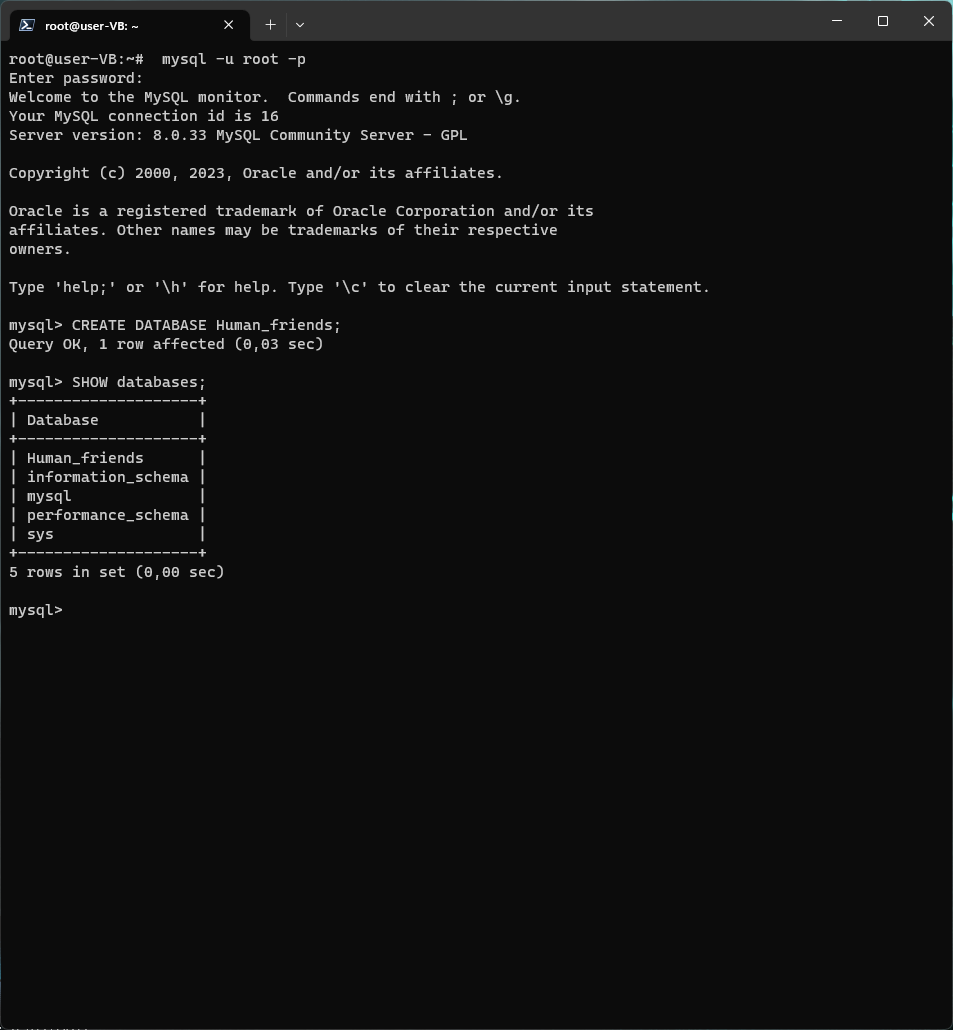 root@user-VB: ~
root@user-VB:~#  mysql -u root -p
Enter password:
Welcome to the MySQL monitor.  Commands end with ; or \g.
Your MySQL connection id is 16
Server version: 8.0.33 MySQL Community Server - GPL
Copyright (c) 2000, 2023, Oracle and/or its affiliates.
Oracle is a registered trademark of Oracle Corporation and/or its
affiliates. Other names may be trademarks of their respective
owners.
Type 'help;' or '\h' for help. Type '\c' to clear the current input statement.
mysql> CREATE DATABASE Human_friends;
Query OK, 1 row affected (0,03 sec)
mysql> SHOW databases;
+--------------------+
| Database           |
+--------------------+
| Human_friends      |
| information_schema |
| mysql              |
| performance_schema |
| sys                |
+--------------------+
5 rows in set (0,00 sec)
mysql>